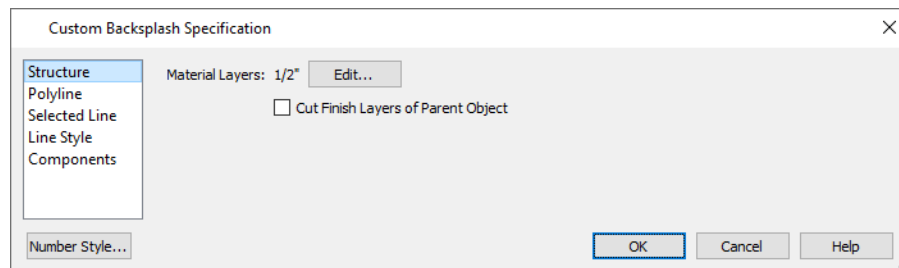 Custom Backsplash Specification
Structure
Polyline
Selected Line
Line Style
Components
Material Layers: 1/2" Edit...
Cut Finish Layers of Parent Object
Number Style... OK Cancel Help